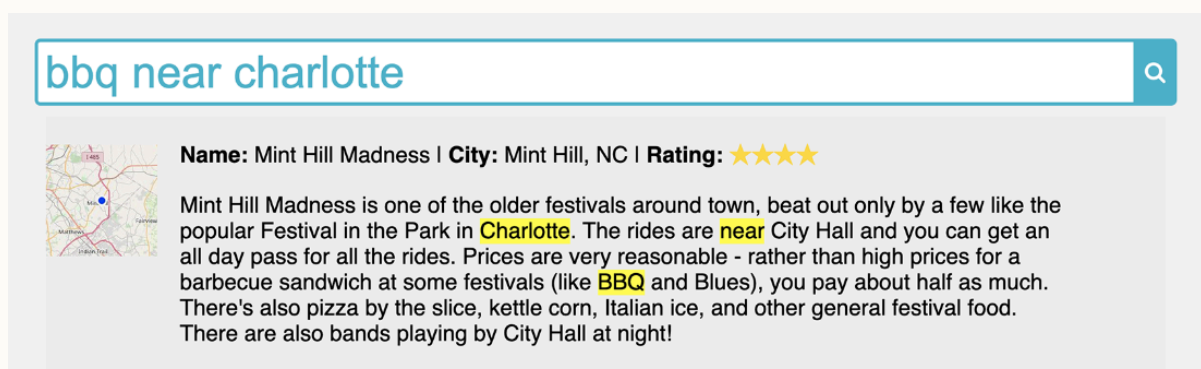 bbq near charlotte
Name: Mint Hill Madness | City: Mint Hill, NC | Rating: ★★★★
Mint Hill Madness is one of the older festivals around town, beat out only by a few like the
popular Festival in the Park in Charlotte. The rides are near City Hall and you can get an
all day pass for all the rides. Prices are very reasonable - rather than high prices for a
barbecue sandwich at some festivals (like BBQ and Blues), you pay about half as much.
There's also pizza by the slice, kettle corn, Italian ice, and other general festival food.
There are also bands playing by City Hall at night!
I 485
Matthews
Indian Trail